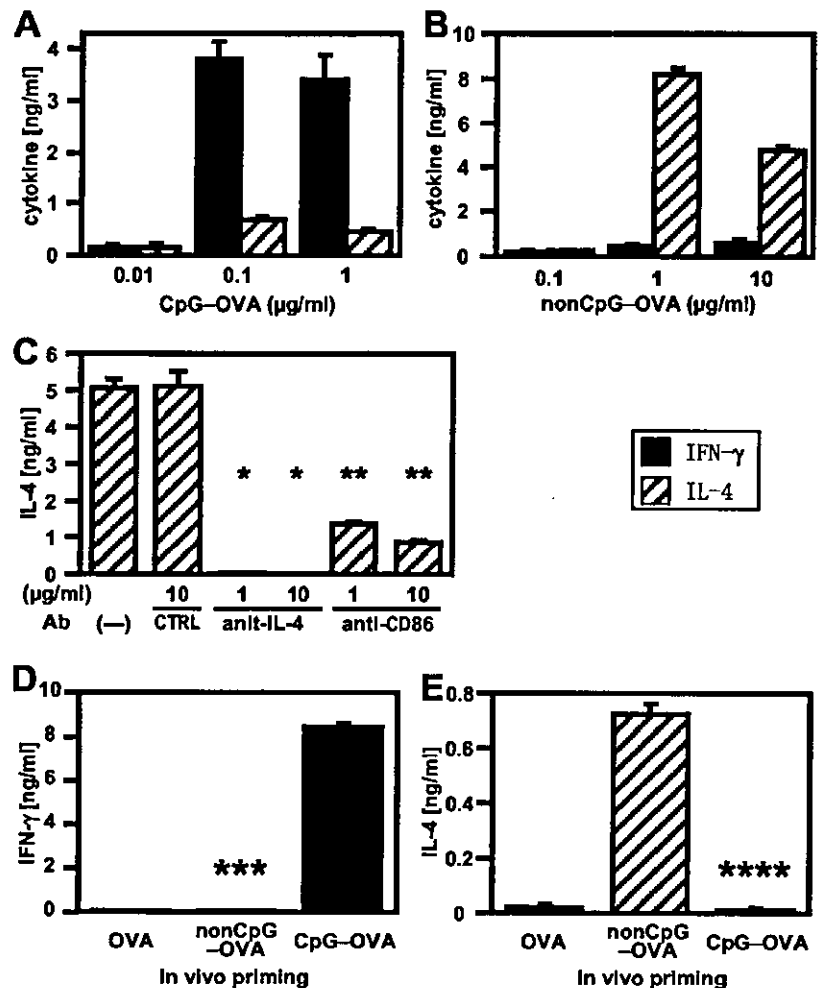 A
cytokine [ng/ml]
4
3
2
1
0
0.01 0.1 1
CpG–OVA (µg/ml)
B
cytokine [ng/ml]
10
8
6
4
2
0
0.1 1 10
nonCpG–OVA (µg/ml)
C
IL-4 [ng/ml]
6
5
4
3
2
1
0
* * ** **
(µg/ml) 10 1 10 1 10
Ab (—) CTRL anit-IL-4 anti-CD86
IFN-γ
IL-4
D
IFN-γ [ng/ml]
10
8
6
4
2
0
***
OVA nonCpG –OVA CpG–OVA
In vivo priming
E
IL-4 [ng/ml]
0.8
0.6
0.4
0.2
0
****
OVA nonCpG –OVA CpG–OVA
In vivo priming